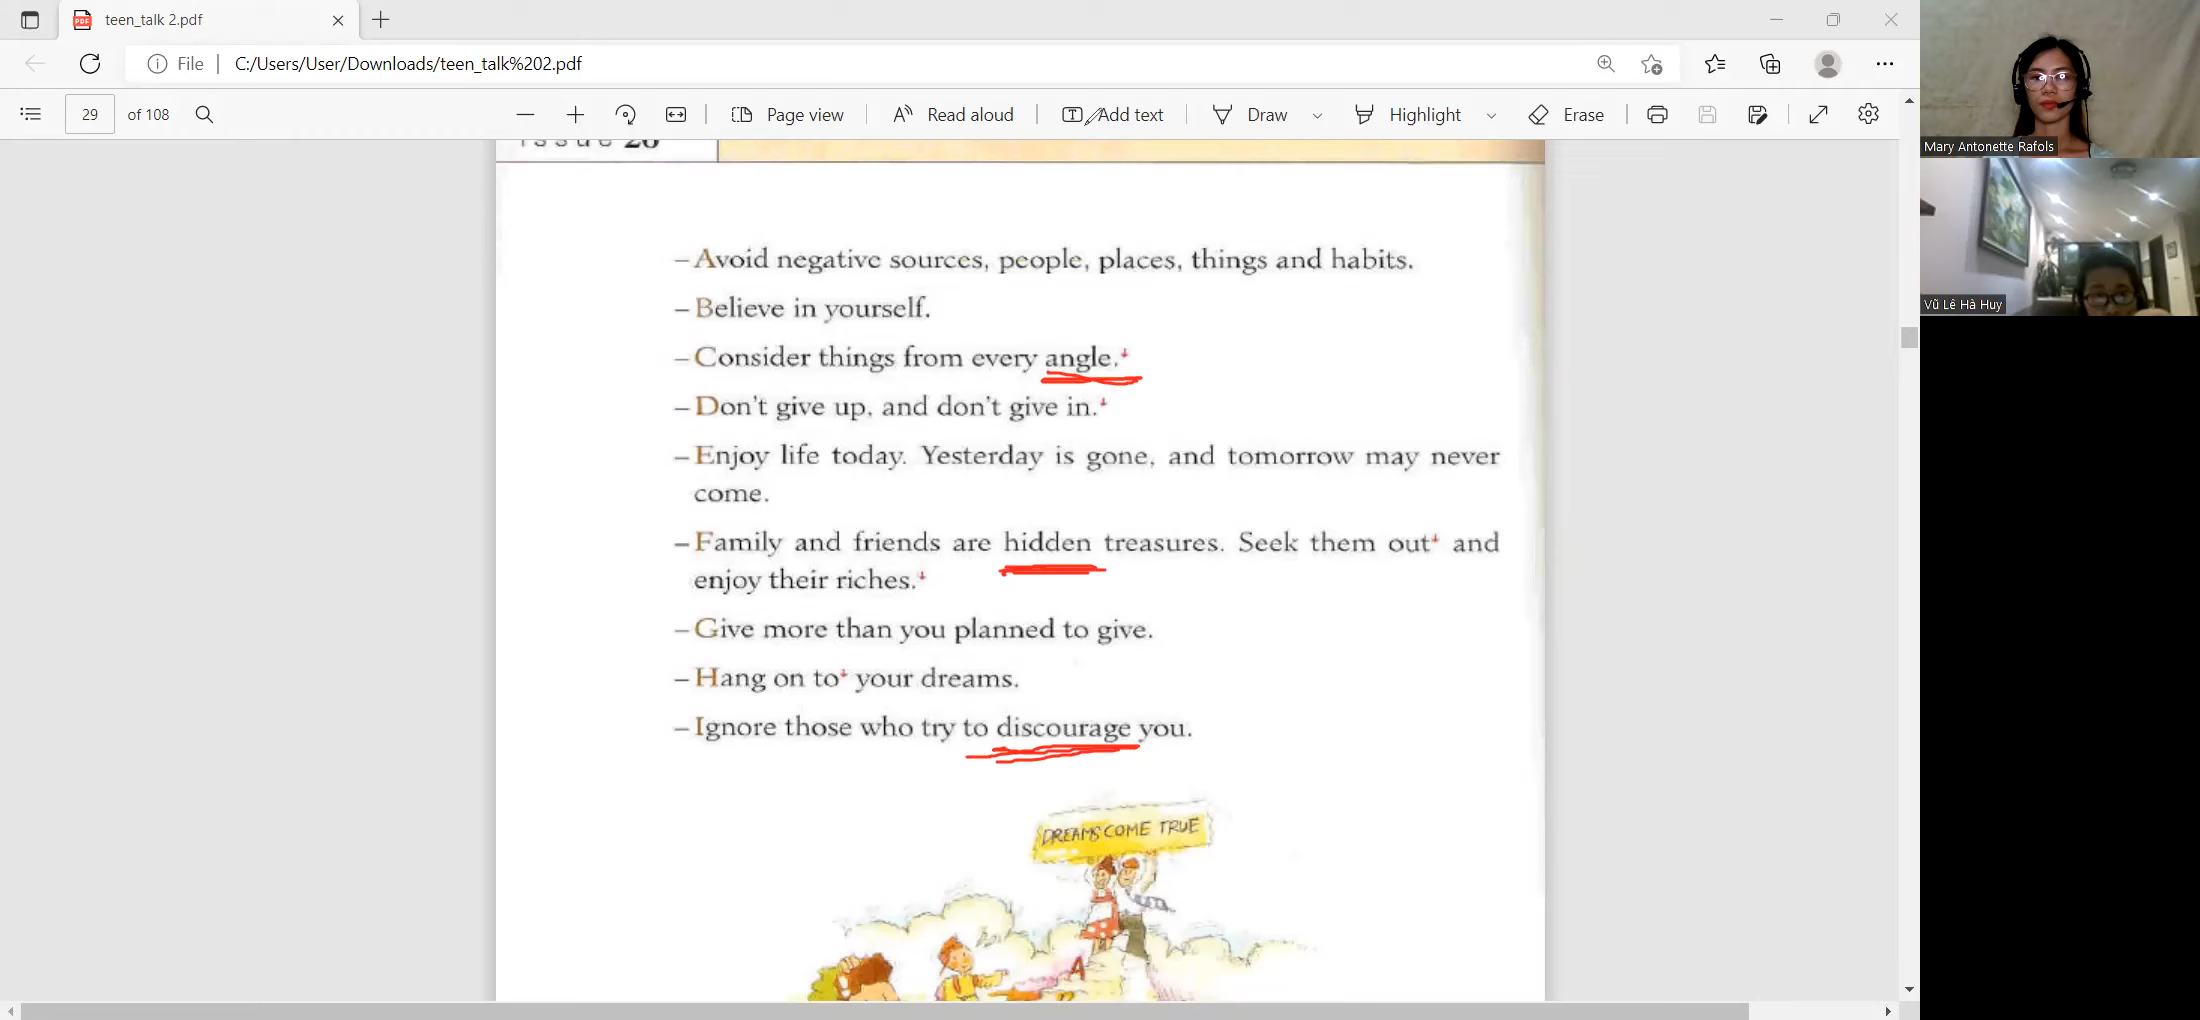 teen_talk 2.pdf
File C:/Users/User/Downloads/teen_talk%202.pdf
29 of 108 Page view Read aloud Add text Draw Highlight Erase
issue 26
– Avoid negative sources, people, places, things and habits.
– Believe in yourself.
– Consider things from every angle.
– Don't give up, and don't give in.
– Enjoy life today. Yesterday is gone, and tomorrow may never
come.
– Family and friends are hidden treasures. Seek them out and
enjoy their riches.
– Give more than you planned to give.
– Hang on to your dreams.
– Ignore those who try to discourage you.
DREAMS COME TRUE
A
Mary Antonette Rafols
Vũ Lê Hà Huy